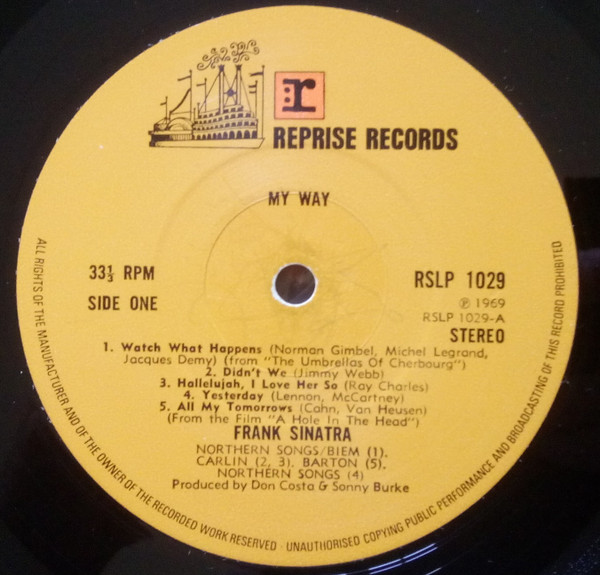 r:
REPRISE RECORDS
MY WAY
33⅓ RPM
SIDE ONE
RSLP 1029
℗ 1969
RSLP 1029-A
STEREO
1. Watch What Happens (Norman Gimbel, Michel Legrand,
Jacques Demy) (from "The Umbrellas Of Cherbourg")
2. Didn't We (Jimmy Webb)
3. Hallelujah, I Love Her So (Ray Charles)
4. Yesterday (Lennon, McCartney)
5. All My Tomorrows (Cahn, Van Heusen)
(From the Film "A Hole In The Head")
FRANK SINATRA
NORTHERN SONGS/BIEM (1).
CARLIN (2, 3). BARTON (5).
NORTHERN SONGS (4)
Produced by Don Costa & Sonny Burke
ALL RIGHTS OF THE MANUFACTURER AND OF THE OWNER OF THE RECORDED WORK RESERVED · UNAUTHORISED COPYING PUBLIC PERFORMANCE AND BROADCASTING OF THIS RECORD PROHIBITED